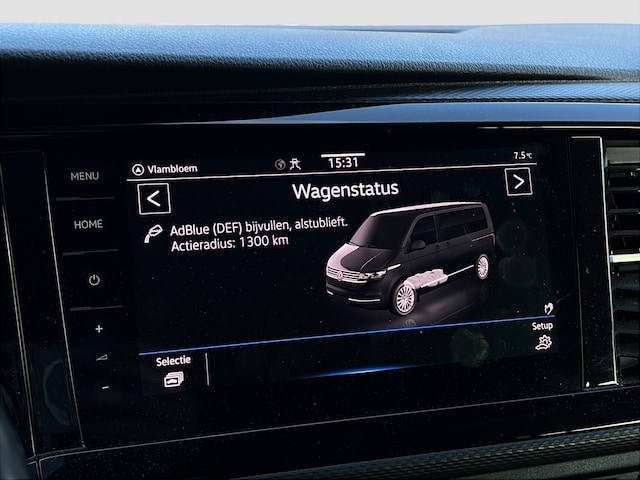 Vlambloem
15:31
7.5°C
MENU
Wagenstatus
HOME
AdBlue (DEF) bijvullen, alstublieft.
Actieradius: 1300 km
+
-
Selectie
Setup